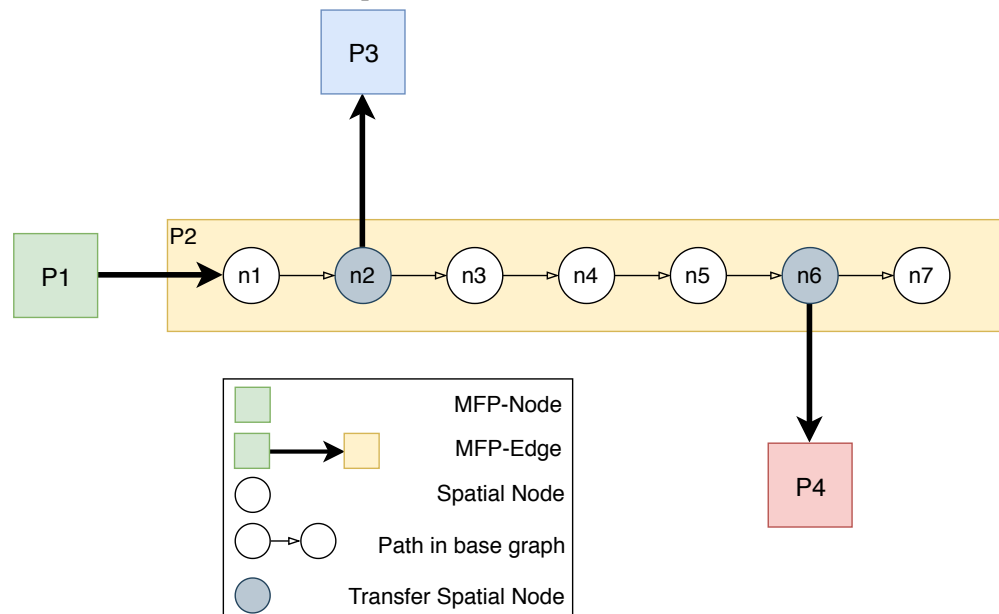 P3
P2
P1
n1
n2
n3
n4
n5
n6
n7
MFP-Node
MFP-Edge
P4
Spatial Node
Path in base graph
Transfer Spatial Node